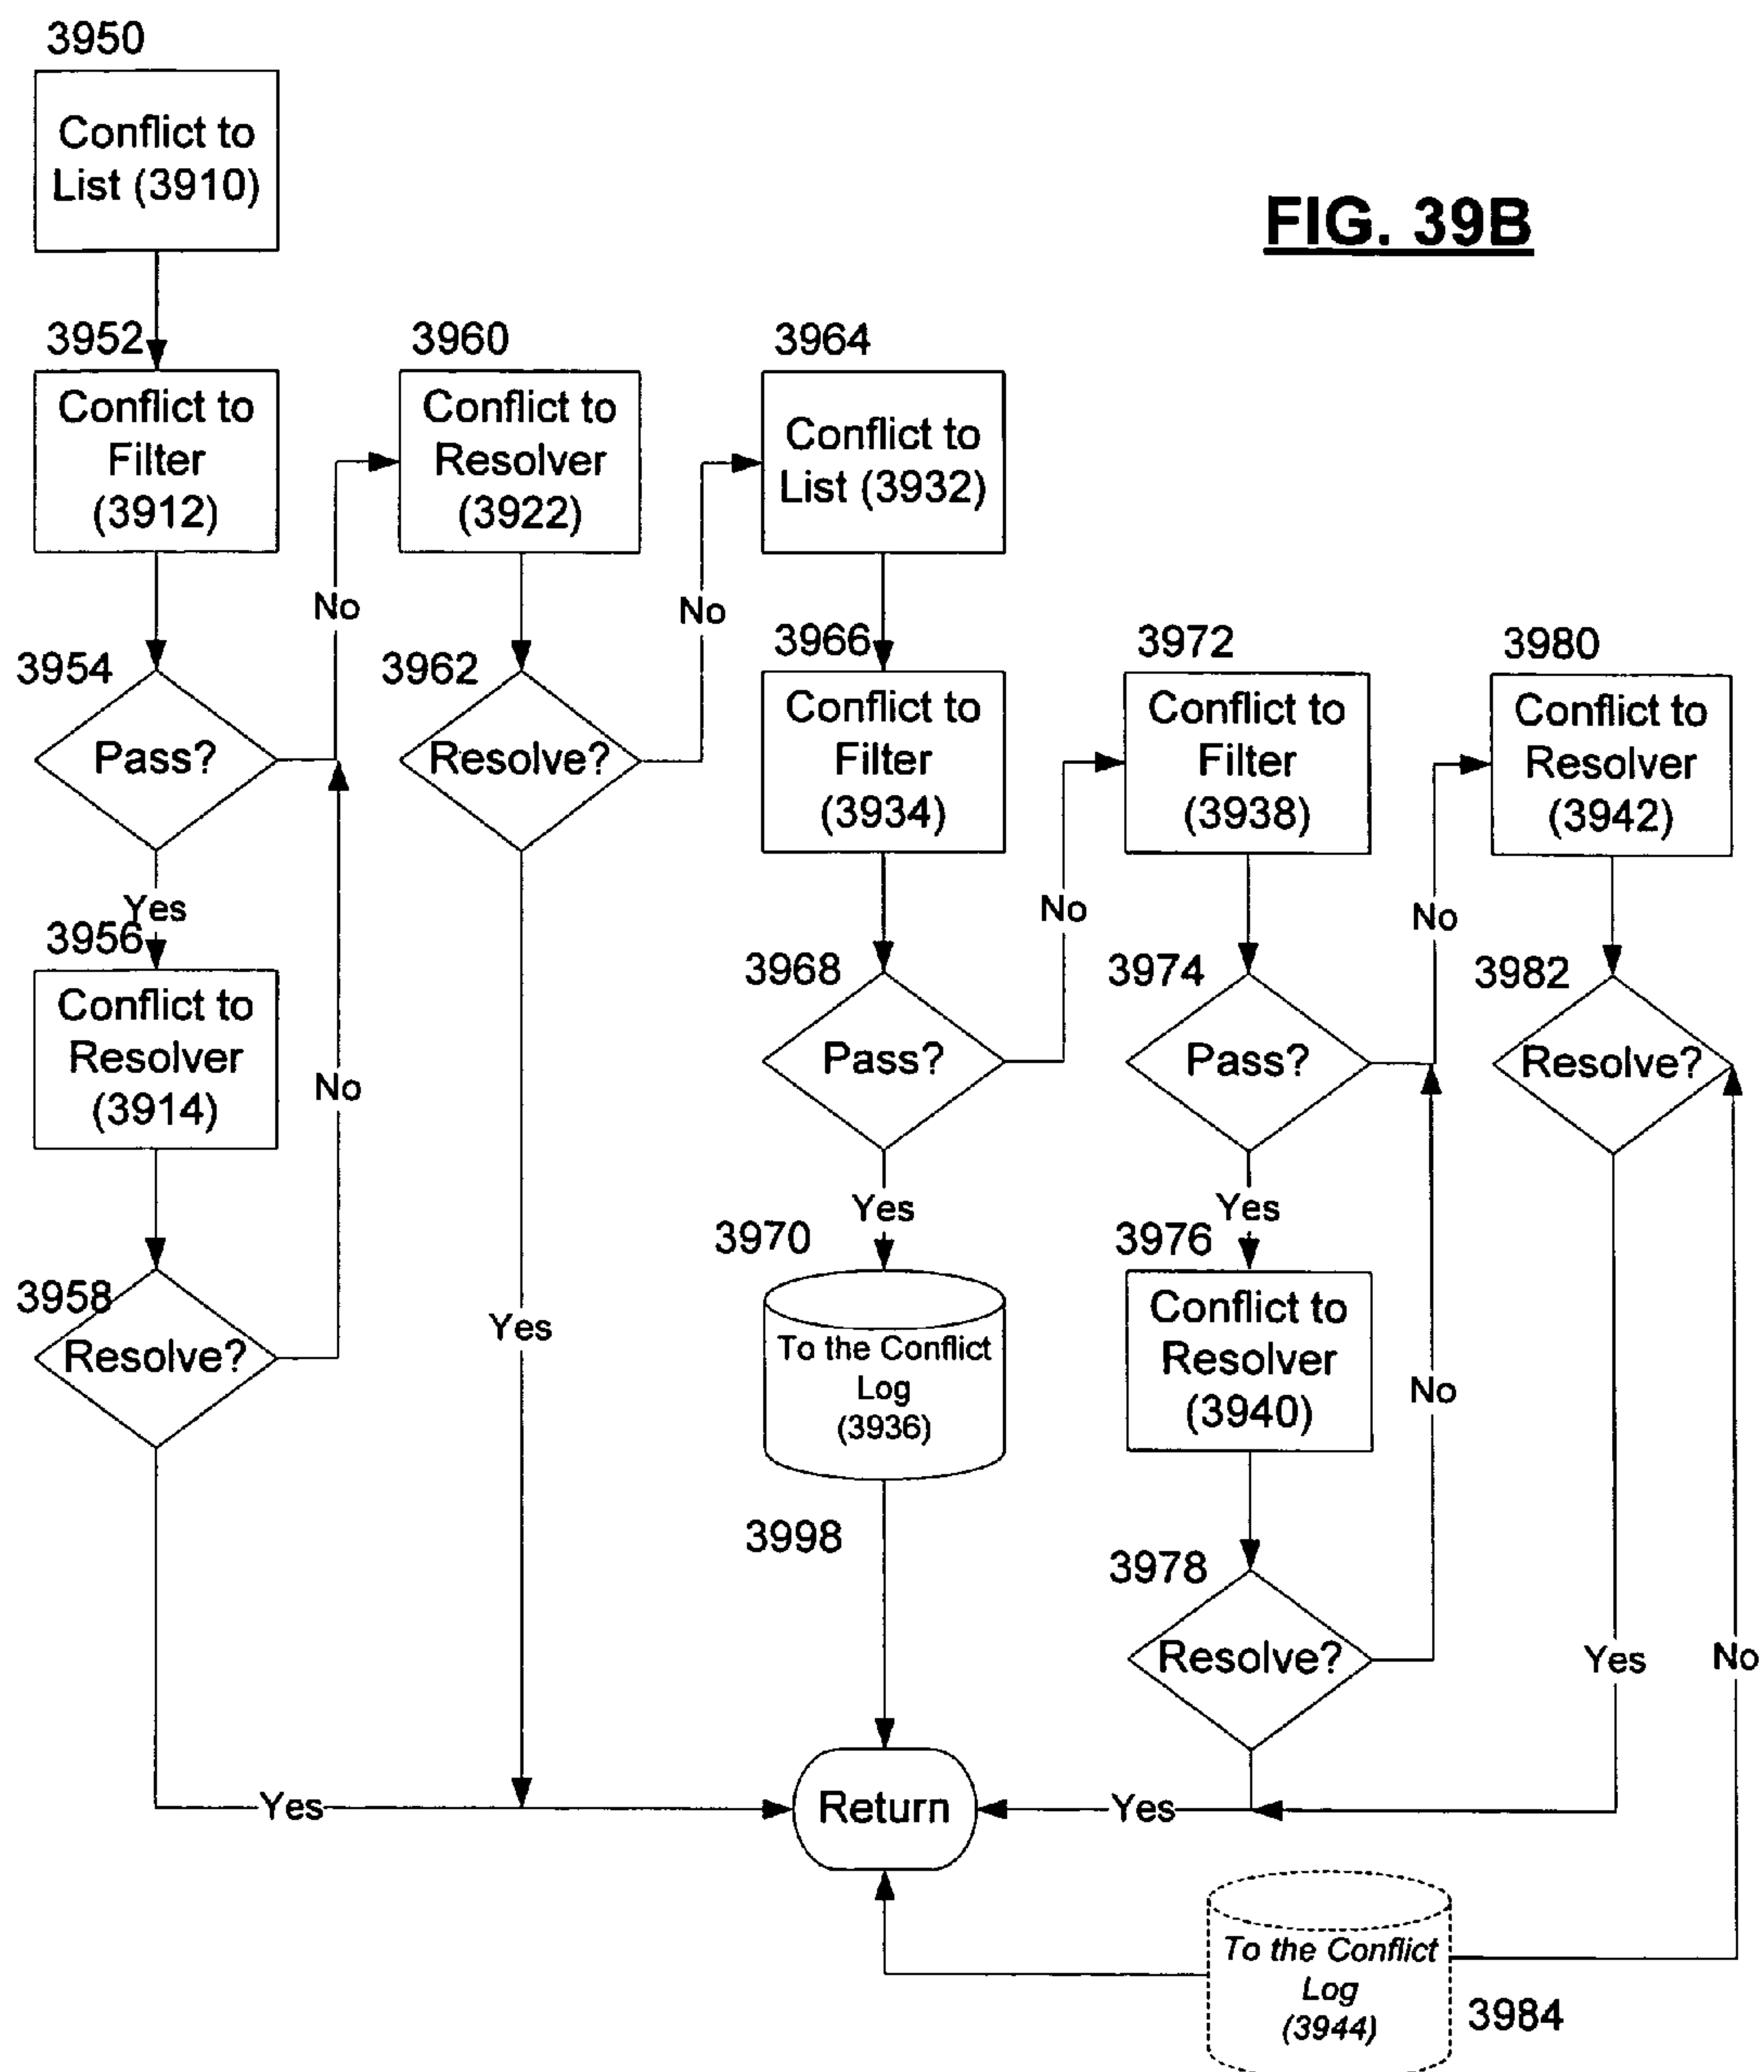 3950
Conflict to
List (3910)
FIG. 39B
3952
Conflict to
Filter
(3912)
3960
Conflict to
Resolver
(3922)
3964
Conflict to
List (3932)
No
No
3954
Pass?
3962
Resolve?
3966
Conflict to
Filter
(3934)
3972
Conflict to
Filter
(3938)
3980
Conflict to
Resolver
(3942)
Yes
3956
Conflict to
Resolver
(3914)
No
No
No
3968
Pass?
3974
Pass?
3982
Resolve?
Yes
Yes
3958
Resolve?
Yes
3970
To the Conflict
Log
(3936)
3976
Conflict to
Resolver
(3940)
No
3998
3978
Resolve?
Yes
No
Yes
Return
Yes
To the Conflict
Log
(3944)
3984